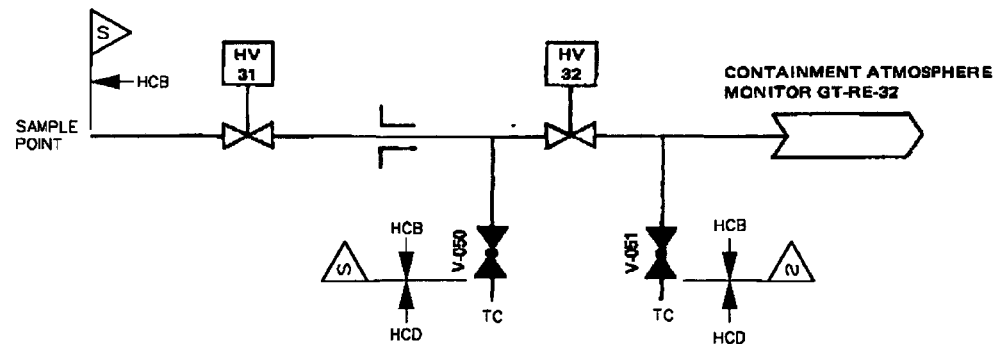 S
HCB
HV
31
HV
32
CONTAINMENT ATMOSPHERE
MONITOR GT-RE-32
SAMPLE
POINT
S
HCB
HCD
V-050
TC
V-051
TC
HCB
HCD
S